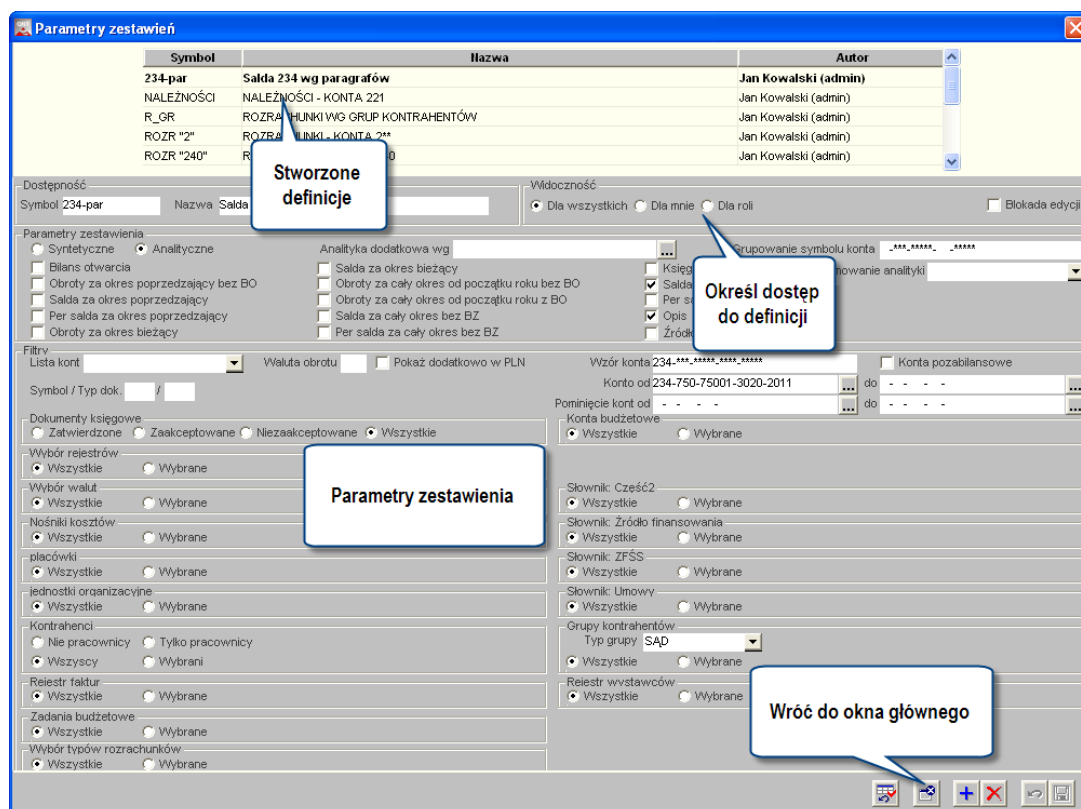 Parametry zestawień
Symbol Nazwa Autor
234-par Salda 234 wg paragrafów Jan Kowalski (admin)
NALEŻNOŚCI NALEŻNOŚCI - KONTA 221 Jan Kowalski (admin)
R_GR ROZRACHUNKI WG GRUP KONTRAHENTÓW Jan Kowalski (admin)
ROZR "2" ROZRACHUNKI - KONTA 2** Jan Kowalski (admin)
ROZR "240" Jan Kowalski (admin)
Stworzone
definicje
Dostępność Widoczność
Symbol 234-par Nazwa Salda Dla wszystkich Dla mnie Dla roli Blokada edycji
Parametry zestawienia
Syntetyczne Analityczne Analityka dodatkowa wg ... Grupowanie symbolu konta -***-*****- -*****
Bilans otwarcia Salda za okres bieżący
Obroty za okres poprzedzający bez BO Obroty za cały okres od początku roku bez BO Salda
Salda za okres poprzedzający Obroty za cały okres od początku roku z BO
Per salda za okres poprzedzający Salda za cały okres bez BZ Opis
Obroty za okres bieżący Per salda za cały okres bez BZ
Określ dostęp
do definicji
Filtry
Lista kont Waluta obrotu Pokaż dodatkowo w PLN Wzór konta 234-***-*****-****-***** Konta pozabilansowe
Symbol / Typ dok. / Konto od 234-750-75001-3020-2011 ... do - - - - ...
Pominięcie kont od - - - - ... do - - - - ...
Dokumenty księgowe Konta budżetowe
Zatwierdzone Zaakceptowane Niezaakceptowane Wszystkie Wszystkie Wybrane
Wybór rejestrów
Wszystkie Wybrane
Parametry zestawienia
Wybór walut Słownik: Część2
Wszystkie Wybrane Wszystkie Wybrane
Nośniki kosztów Słownik: Źródło finansowania
Wszystkie Wybrane Wszystkie Wybrane
placówki Słownik: ZFŚS
Wszystkie Wybrane Wszystkie Wybrane
jednostki organizacyjne Słownik: Umowy
Wszystkie Wybrane Wszystkie Wybrane
Kontrahenci Grupy kontrahentów
Nie pracownicy Tylko pracownicy Typ grupy SĄD
Wszyscy Wybrani Wszystkie Wybrane
Rejestr faktur Rejestr wystawców
Wszystkie Wybrane Wszystkie Wybrane
Zadania budżetowe
Wszystkie Wybrane
Wybór typów rozrachunków
Wszystkie Wybrane
Wróć do okna głównego